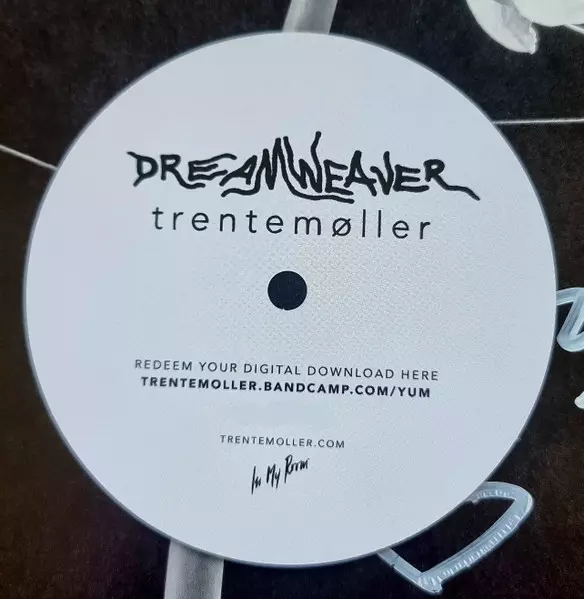 DREAMWEAVER
trentemøller
REDEEM YOUR DIGITAL DOWNLOAD HERE
TRENTEMOLLER.BANDCAMP.COM/YUM
TRENTEMOLLER.COM
In My Room